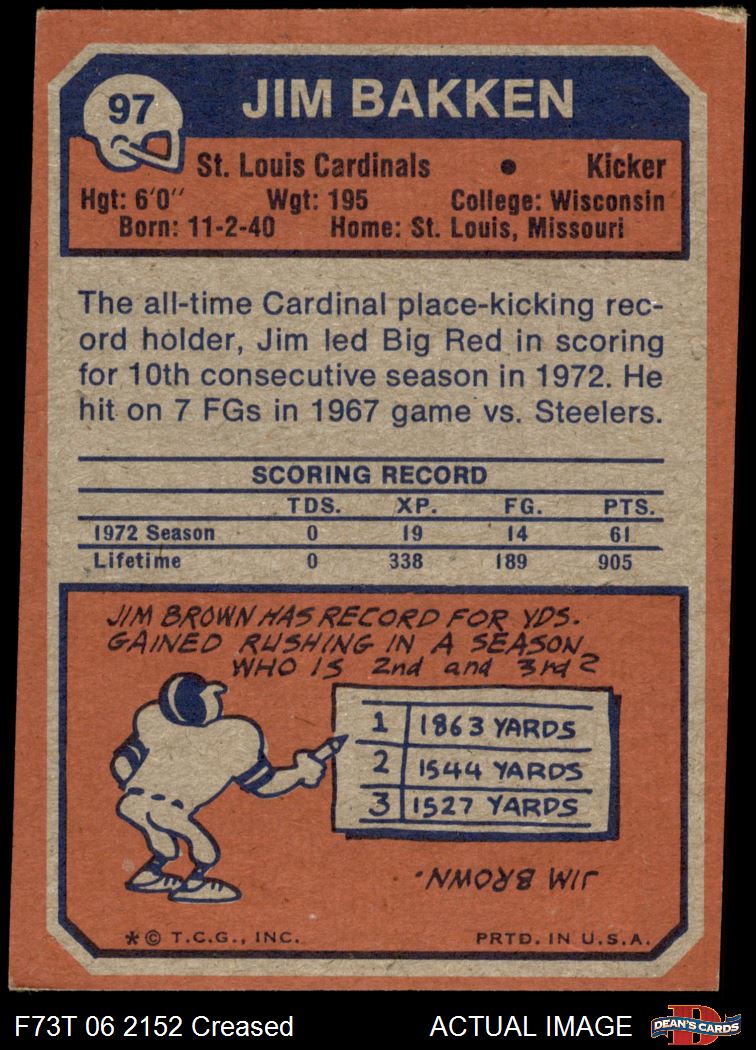 97
JIM BAKKEN
St. Louis Cardinals • Kicker
Hgt: 6'0" Wgt: 195 College: Wisconsin
Born: 11-2-40 Home: St. Louis, Missouri
The all-time Cardinal place-kicking rec-
ord holder, Jim led Big Red in scoring
for 10th consecutive season in 1972. He
hit on 7 FGs in 1967 game vs. Steelers.
SCORING RECORD
TDS. XP. FG. PTS.
1972 Season 0 19 14 61
Lifetime 0 338 189 905
JIM BROWN HAS RECORD FOR YDS.
GAINED RUSHING IN A SEASON.
WHO IS 2nd and 3rd?
1 1863 YARDS
2 1544 YARDS
3 1527 YARDS
JIM BROWN.
* © T.C.G., INC. PRTD. IN U.S.A.
F73T 06 2152 Creased ACTUAL IMAGE
DEAN'S CARDS